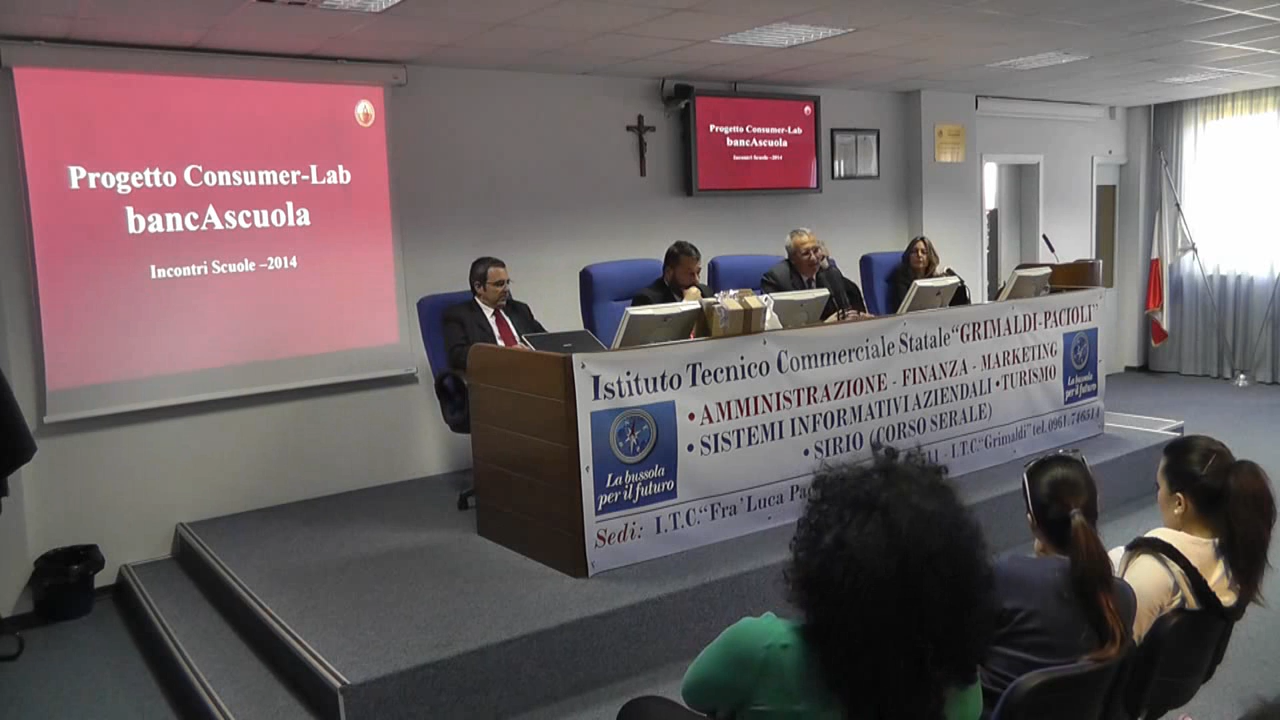 Progetto Consumer-Lab
bancAscuola
Incontri Scuole –2014
Progetto Consumer-Lab
bancAscuola
Incontri Scuole –2014
Istituto Tecnico Commerciale Statale "GRIMALDI-PACIOLI"
• AMMINISTRAZIONE - FINANZA - MARKETING
• SISTEMI INFORMATIVI AZIENDALI • TURISMO
• SIRIO (CORSO SERALE)
La bussola
per il futuro
La bussola
per il futuro
Sedi: I.T.C. "Fra' Luca - I.T.C. "Grimaldi" tel. 0961.746514